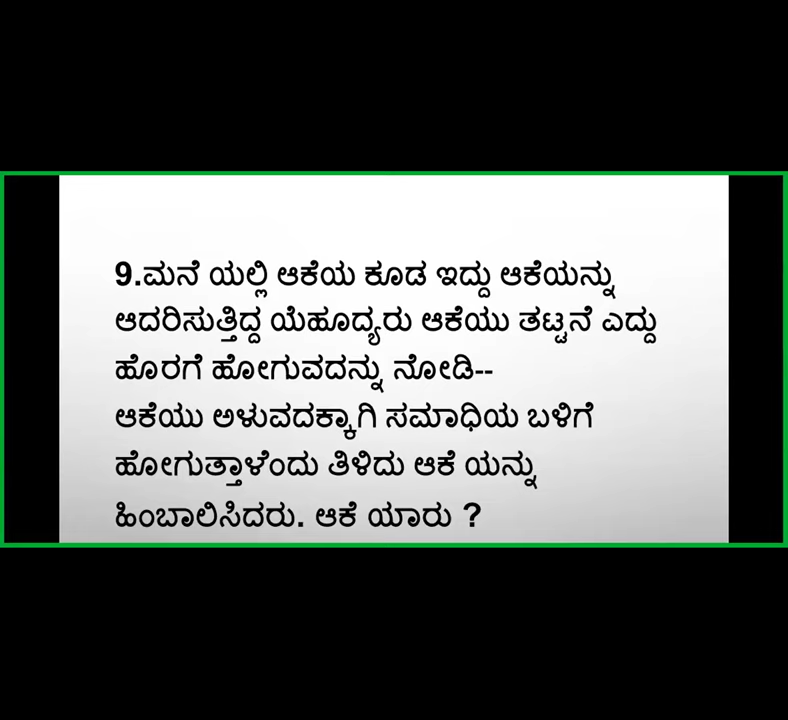 9.ಮನೆ ಯಲ್ಲಿ ಆಕೆಯ ಕೂಡ ಇದ್ದು ಆಕೆಯನ್ನು
ಆದರಿಸುತ್ತಿದ್ದ ಯೆಹೂದ್ಯರು ಆಕೆಯು ತಟ್ಟನೆ ಎದ್ದು
ಹೊರಗೆ ಹೋಗುವದನ್ನು ನೋಡಿ--
ಆಕೆಯು ಅಳುವದಕ್ಕಾಗಿ ಸಮಾಧಿಯ ಬಳಿಗೆ
ಹೋಗುತ್ತಾಳೆಂದು ತಿಳಿದು ಆಕೆ ಯನ್ನು
ಹಿಂಬಾಲಿಸಿದರು. ಆಕೆ ಯಾರು ?